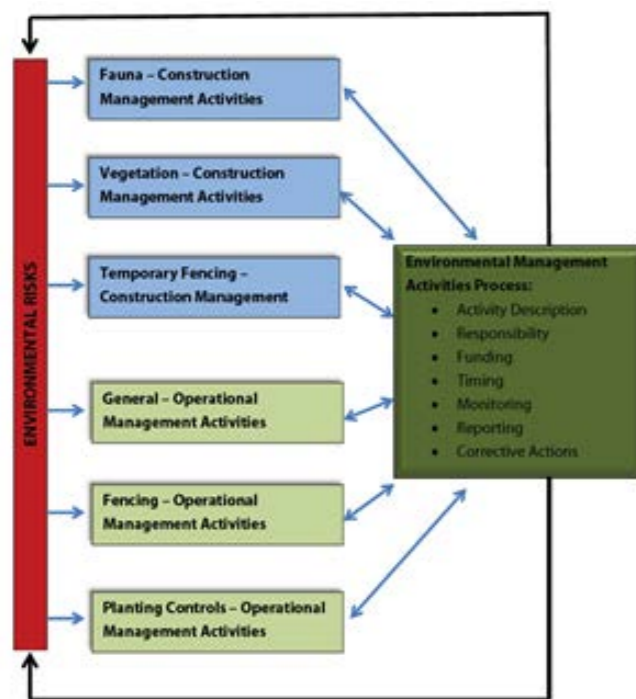 ENVIRONMENTAL RISKS
Fauna – Construction
Management Activities
Vegetation – Construction
Management Activities
Temporary Fencing –
Construction Management
General – Operational
Management Activities
Fencing – Operational
Management Activities
Planting Controls – Operational
Management Activities
Environmental Management
Activities Process:
• Activity Description
• Responsibility
• Funding
• Timing
• Monitoring
• Reporting
• Corrective Actions